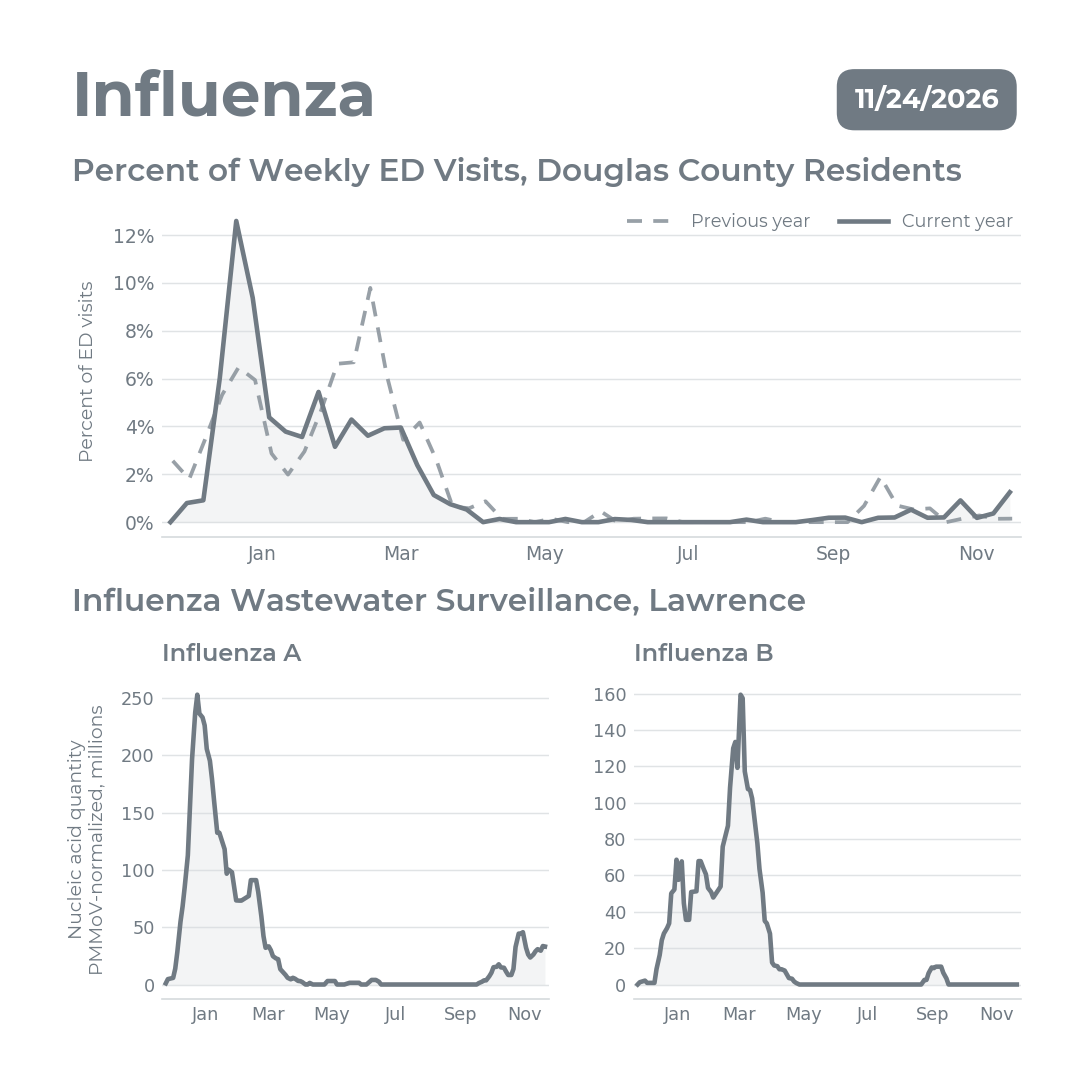 Influenza
11/24/2026
Percent of Weekly ED Visits, Douglas County Residents
Previous year
Current year
Percent of ED visits
12%
10%
8%
6%
4%
2%
0%
Jan Mar May Jul Sep Nov
Influenza Wastewater Surveillance, Lawrence
Influenza A
Nucleic acid quantity
PMMoV-normalized, millions
250
200
150
100
50
0
Jan Mar May Jul Sep Nov
Influenza B
160
140
120
100
80
60
40
20
0
Jan Mar May Jul Sep Nov